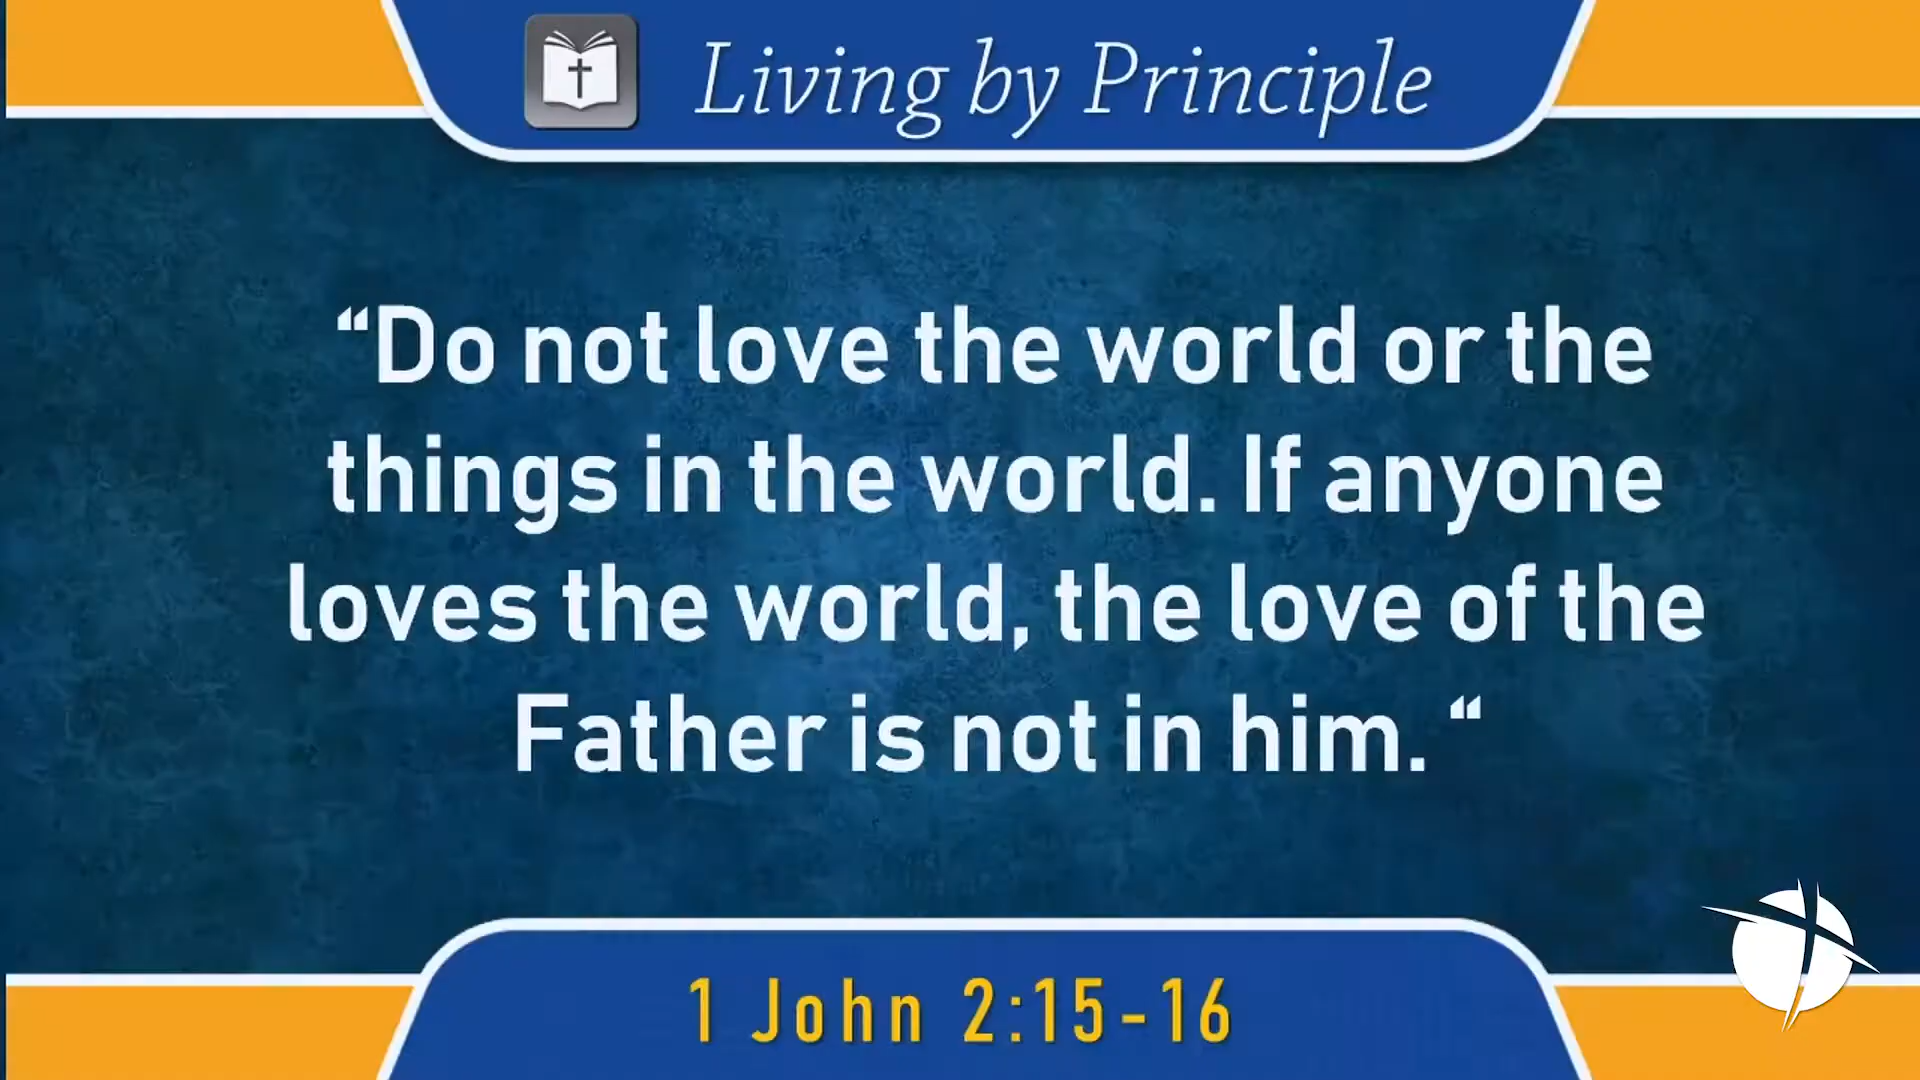 Living by Principle
“Do not love the world or the
things in the world. If anyone
loves the world, the love of the
Father is not in him. “
1 John 2:15-16